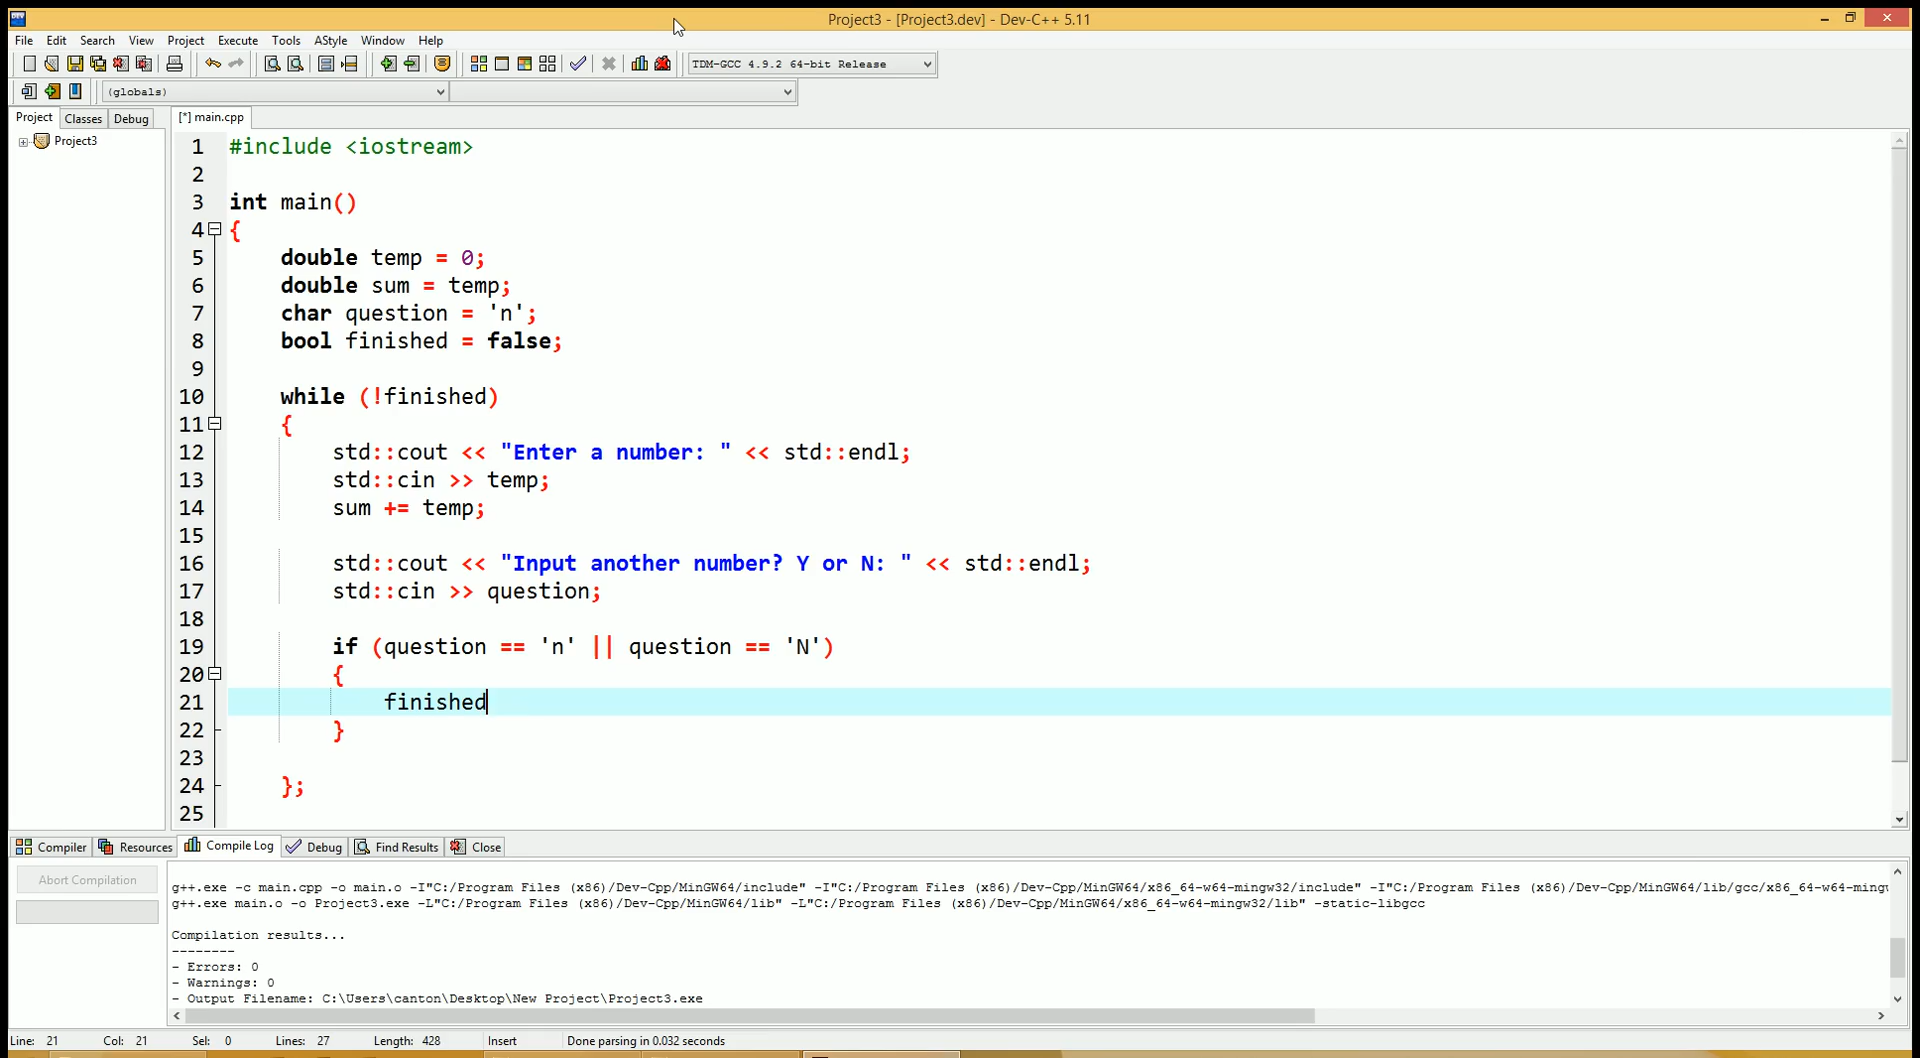 Project3 - [Project3.dev] - Dev-C++ 5.11
File Edit Search View Project Execute Tools AStyle Window Help
TDM-GCC 4.9.2 64-bit Release
(globals)
Project Classes Debug [*] main.cpp
Project3
1 #include <iostream>
2
3 int main()
4 {
5 double temp = 0;
6 double sum = temp;
7 char question = 'n';
8 bool finished = false;
9
10 while (!finished)
11 {
12 std::cout << "Enter a number: " << std::endl;
13 std::cin >> temp;
14 sum += temp;
15
16 std::cout << "Input another number? Y or N: " << std::endl;
17 std::cin >> question;
18
19 if (question == 'n' || question == 'N')
20 {
21 finished
22 }
23
24 };
25
Compiler Resources Compile Log Debug Find Results Close
Abort Compilation
g++.exe -c main.cpp -o main.o -I"C:/Program Files (x86)/Dev-Cpp/MinGW64/include" -I"C:/Program Files (x86)/Dev-Cpp/MinGW64/x86_64-w64-mingw32/include" -I"C:/Program Files (x86)/Dev-Cpp/MinGW64/lib/gcc/x86_64-w64-mingw
g++.exe main.o -o Project3.exe -L"C:/Program Files (x86)/Dev-Cpp/MinGW64/lib" -L"C:/Program Files (x86)/Dev-Cpp/MinGW64/x86_64-w64-mingw32/lib" -static-libgcc
Compilation results...
--------
- Errors: 0
- Warnings: 0
- Output Filename: C:\Users\canton\Desktop\New Project\Project3.exe
Line: 21 Col: 21 Sel: 0 Lines: 27 Length: 428 Insert Done parsing in 0.032 seconds